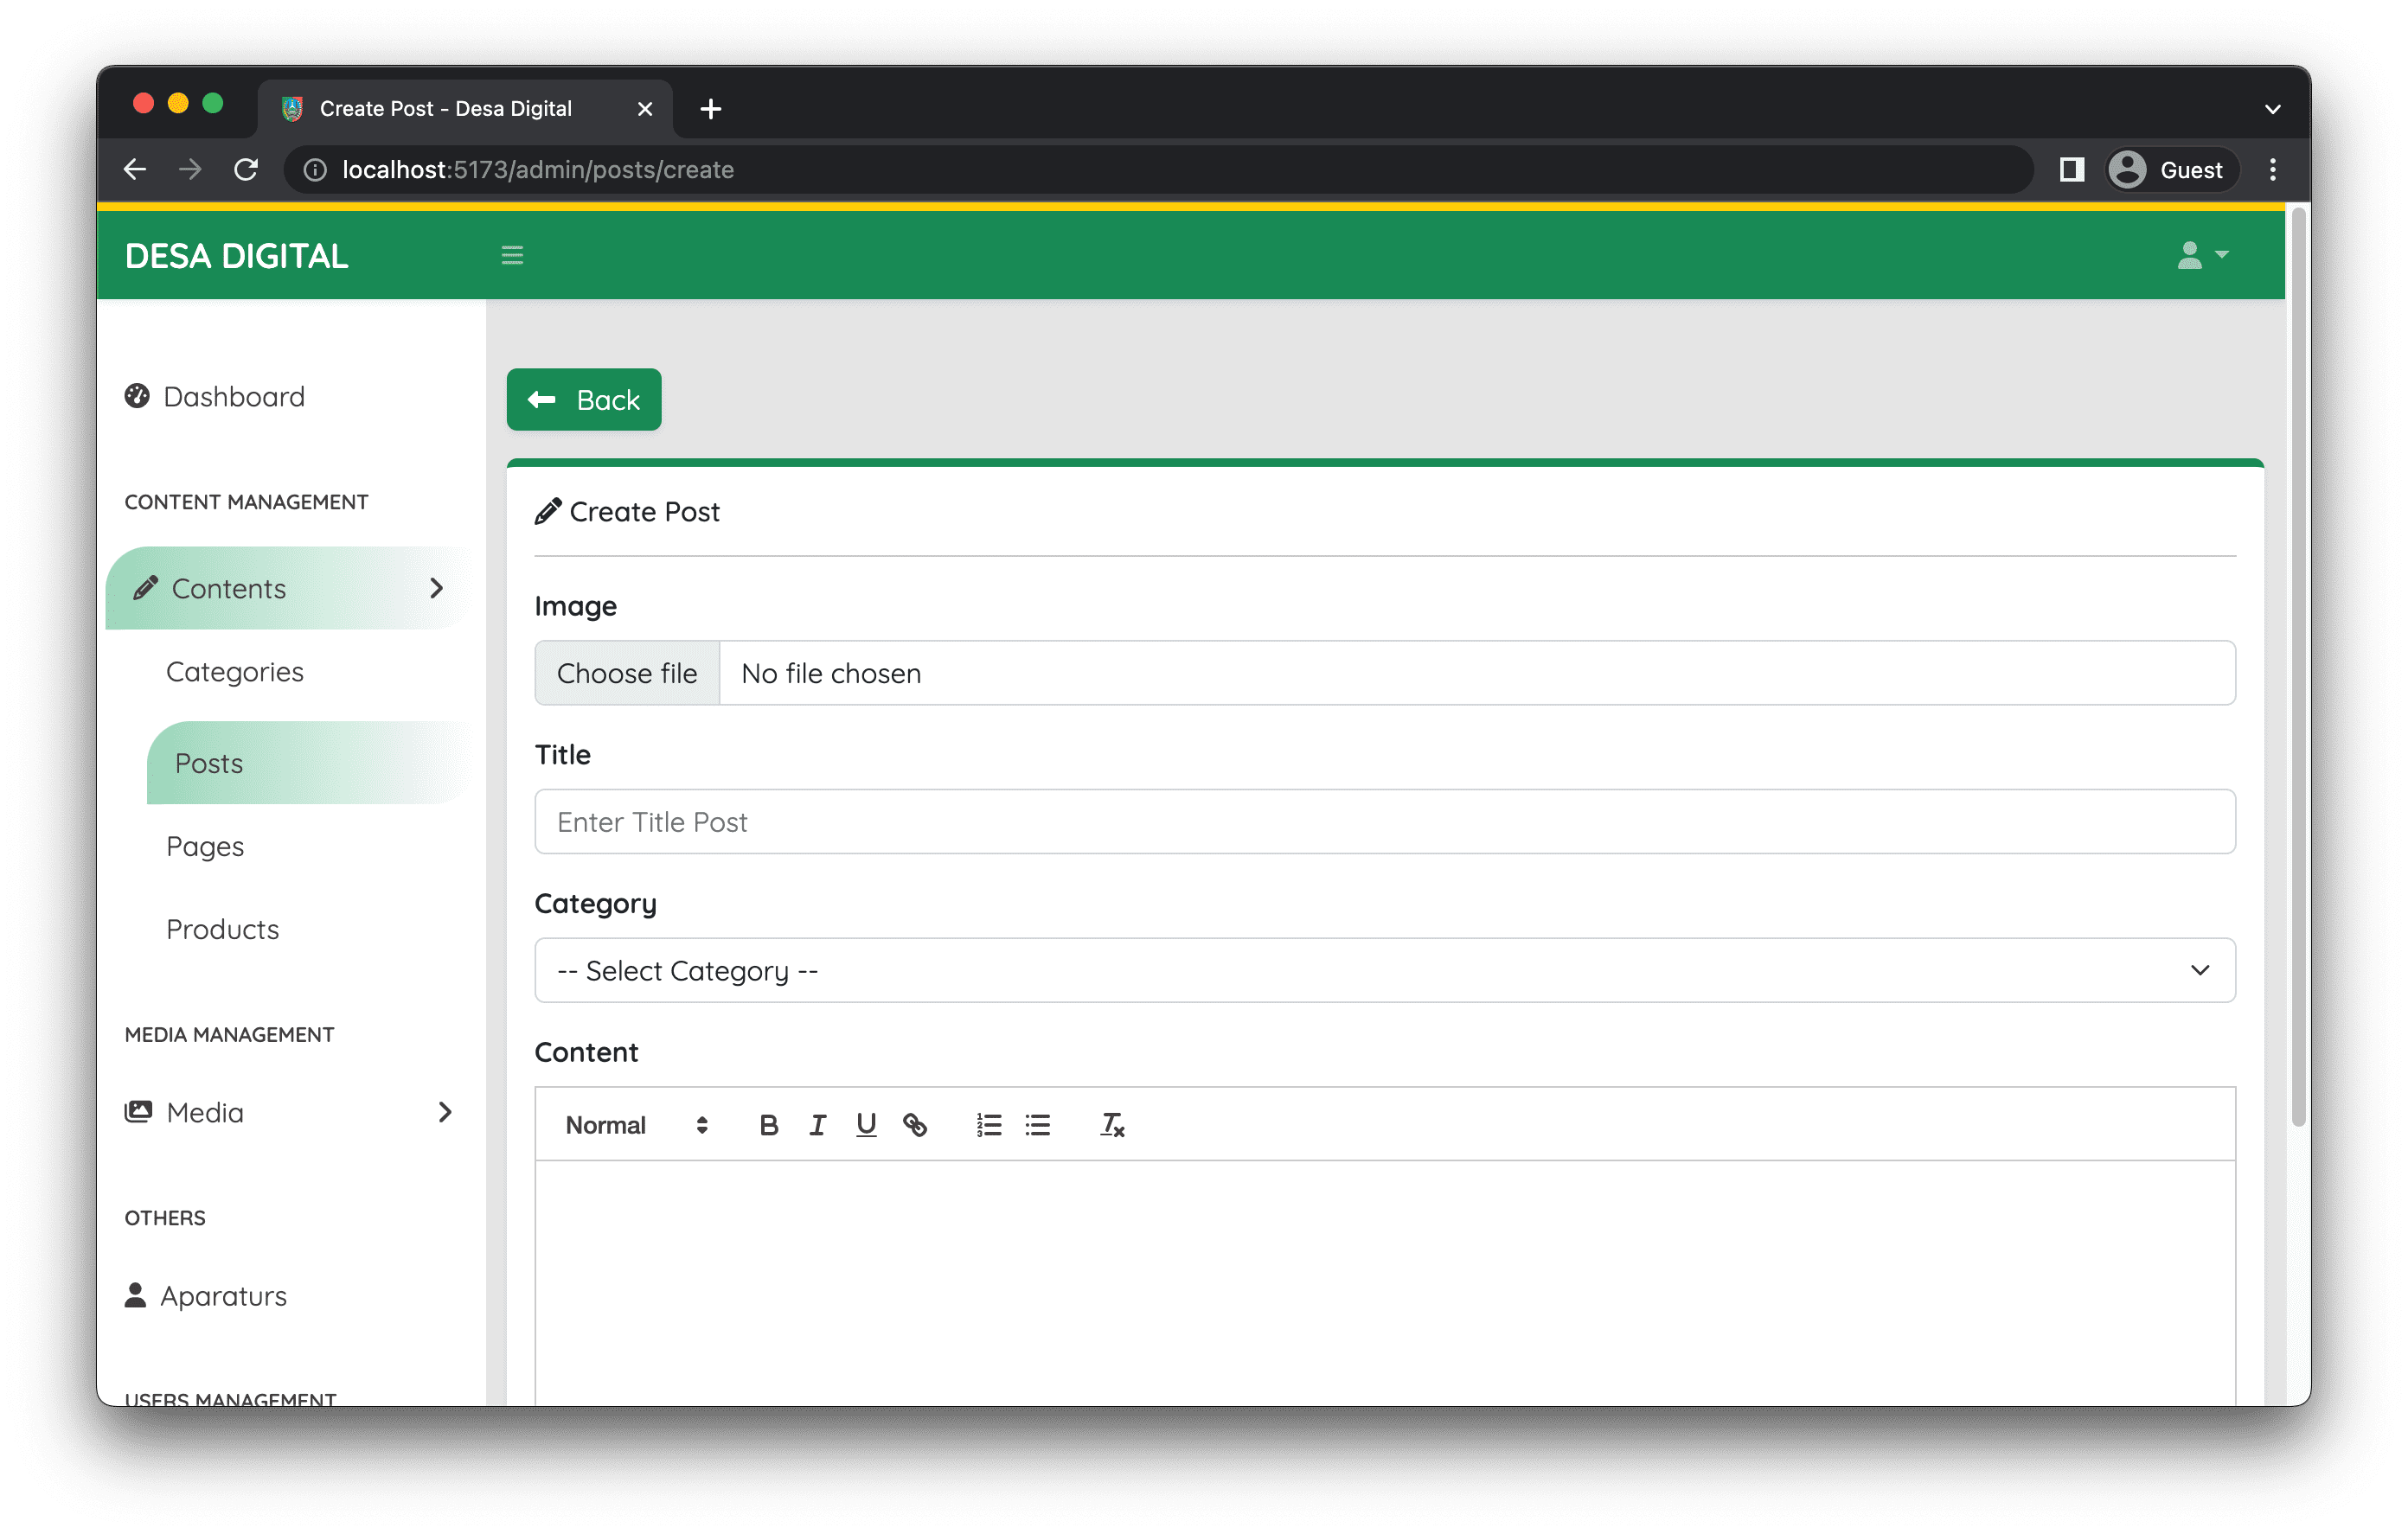 Create Post - Desa Digital
localhost:5173/admin/posts/create
Guest
DESA DIGITAL
Dashboard
CONTENT MANAGEMENT
Contents
Categories
Posts
Pages
Products
MEDIA MANAGEMENT
Media
OTHERS
Aparaturs
USERS MANAGEMENT
Back
Create Post
Image
Choose file No file chosen
Title
Enter Title Post
Category
-- Select Category --
Content
Normal